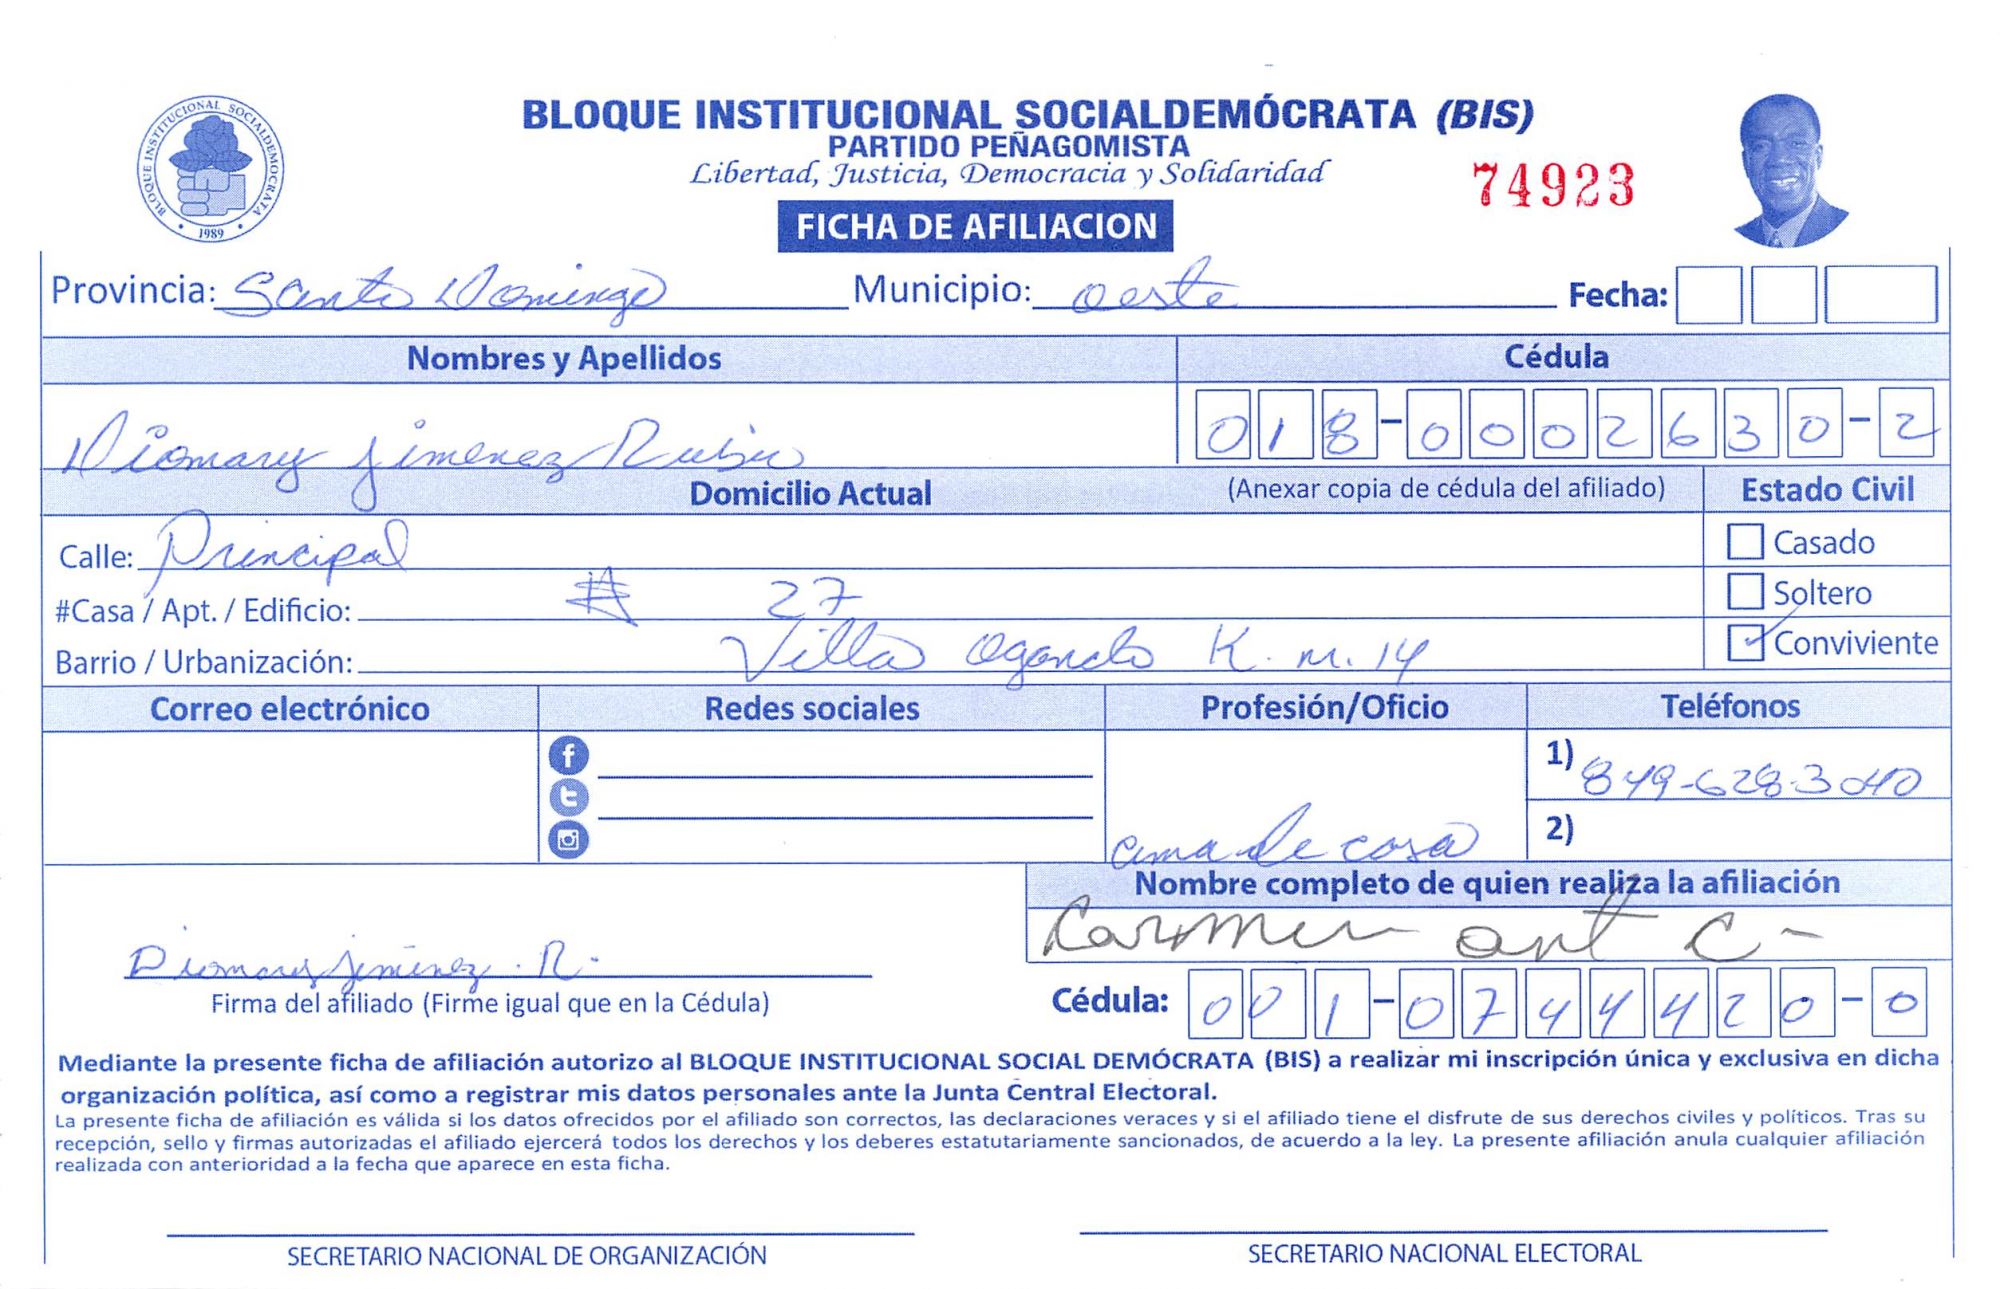 BLOQUE INSTITUCIONAL SOCIALDEMÓCRATA (BIS)
PARTIDO PEÑAGOMISTA
Libertad, Justicia, Democracia y Solidaridad
74923
BLOQUE INSTITUCIONAL SOCIALDEMOCRATA
1989
FICHA DE AFILIACION
Provincia: Santo Domingo Municipio: oeste Fecha:
Nombres y Apellidos Cédula
Diomary Jimenez Rubio 018-0002630-2
Domicilio Actual (Anexar copia de cédula del afiliado) Estado Civil
Calle: Principal Casado
#Casa / Apt. / Edificio: # 27 Soltero
Barrio / Urbanización: Villa Ogando K.m.14 Conviviente
Correo electrónico Redes sociales Profesión/Oficio Teléfonos
1) 849-628-3040
ama de casa 2)
Nombre completo de quien realiza la afiliación
Carmen ant C-
Diomary Jiménez. R.
Firma del afiliado (Firme igual que en la Cédula) Cédula: 001-0744420-0
Mediante la presente ficha de afiliación autorizo al BLOQUE INSTITUCIONAL SOCIAL DEMÓCRATA (BIS) a realizar mi inscripción única y exclusiva en dicha
organización política, así como a registrar mis datos personales ante la Junta Central Electoral.
La presente ficha de afiliación es válida si los datos ofrecidos por el afiliado son correctos, las declaraciones veraces y si el afiliado tiene el disfrute de sus derechos civiles y políticos. Tras su
recepción, sello y firmas autorizadas el afiliado ejercerá todos los derechos y los deberes estatutariamente sancionados, de acuerdo a la ley. La presente afiliación anula cualquier afiliación
realizada con anterioridad a la fecha que aparece en esta ficha.
SECRETARIO NACIONAL DE ORGANIZACIÓN SECRETARIO NACIONAL ELECTORAL